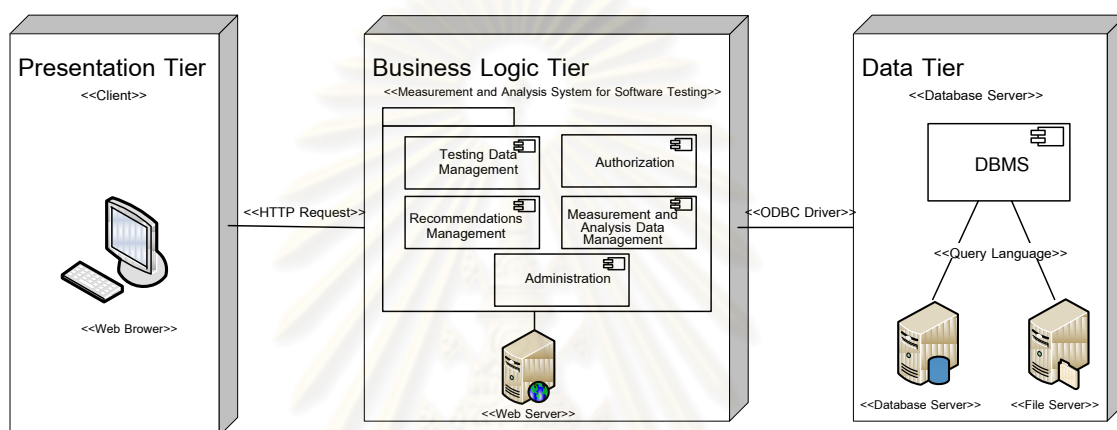 Presentation Tier
<<Client>>
<<Web Brower>>
<<HTTP Request>>
Business Logic Tier
<<Measurement and Analysis System for Software Testing>>
Testing Data
Management
Authorization
Recommendations
Management
Measurement and
Analysis Data
Management
Administration
<<Web Server>>
<<ODBC Driver>>
Data Tier
<<Database Server>>
DBMS
<<Query Language>>
<<Database Server>>
<<File Server>>